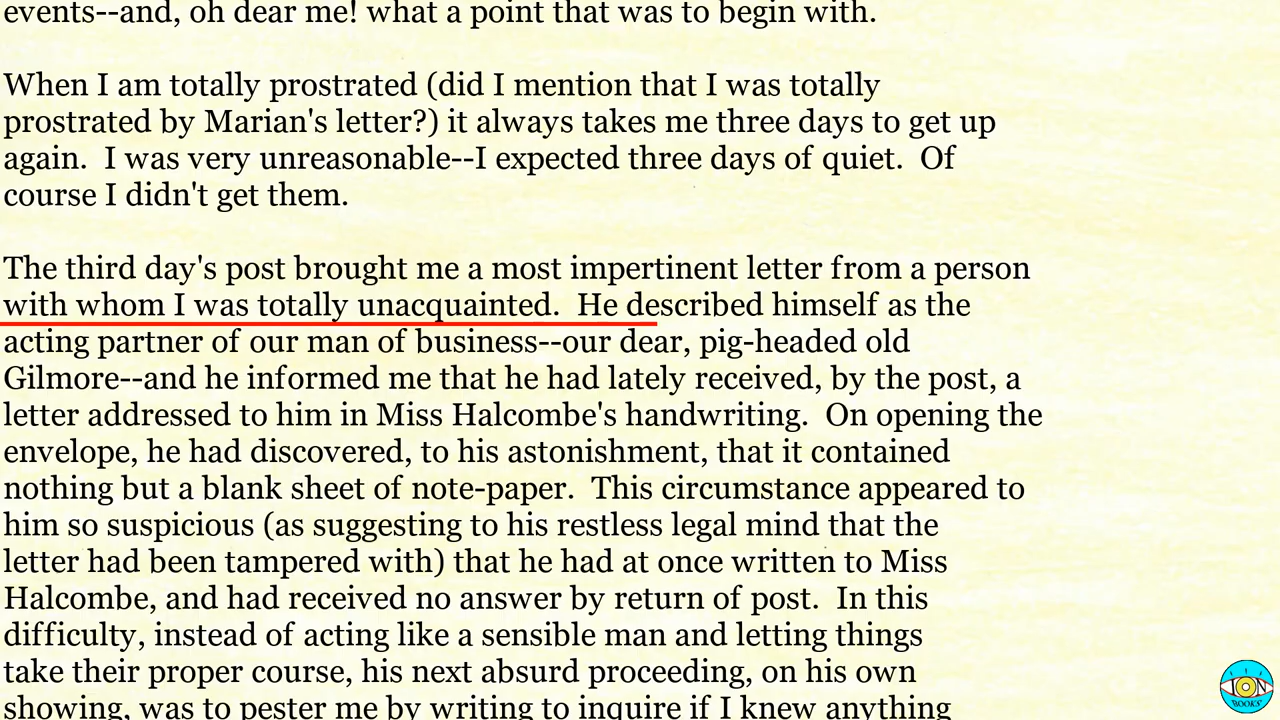 events--and, oh dear me! what a point that was to begin with.
When I am totally prostrated (did I mention that I was totally
prostrated by Marian's letter?) it always takes me three days to get up
again.  I was very unreasonable--I expected three days of quiet.  Of
course I didn't get them.
The third day's post brought me a most impertinent letter from a person
with whom I was totally unacquainted.  He described himself as the
acting partner of our man of business--our dear, pig-headed old
Gilmore--and he informed me that he had lately received, by the post, a
letter addressed to him in Miss Halcombe's handwriting.  On opening the
envelope, he had discovered, to his astonishment, that it contained
nothing but a blank sheet of note-paper.  This circumstance appeared to
him so suspicious (as suggesting to his restless legal mind that the
letter had been tampered with) that he had at once written to Miss
Halcombe, and had received no answer by return of post.  In this
difficulty, instead of acting like a sensible man and letting things
take their proper course, his next absurd proceeding, on his own
showing, was to pester me by writing to inquire if I knew anything
ION
BOOKS